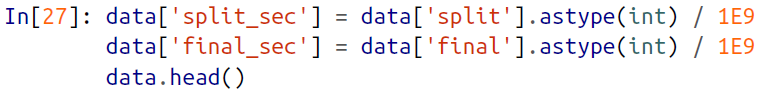 In[27]: data['split_sec'] = data['split'].astype(int) / 1E9
data['final_sec'] = data['final'].astype(int) / 1E9
data.head()